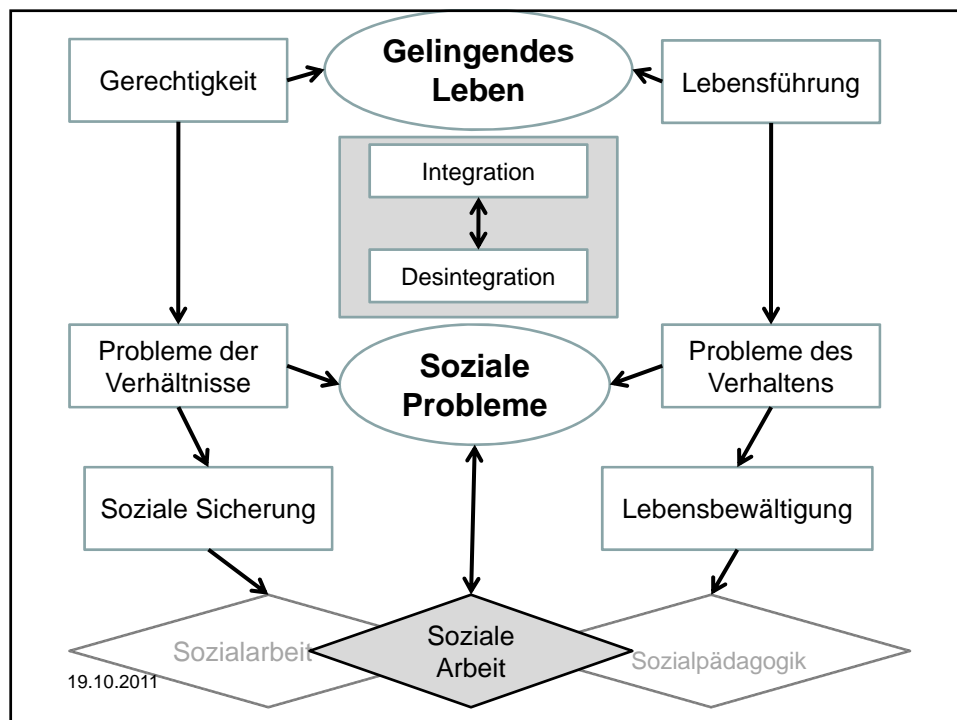 Gerechtigkeit
Gelingendes
Leben
Lebensführung
Integration
Desintegration
Probleme der
Verhältnisse
Soziale
Probleme
Probleme des
Verhaltens
Soziale Sicherung
Lebensbewältigung
Sozialarbeit
Soziale
Arbeit
Sozialpädagogik
19.10.2011